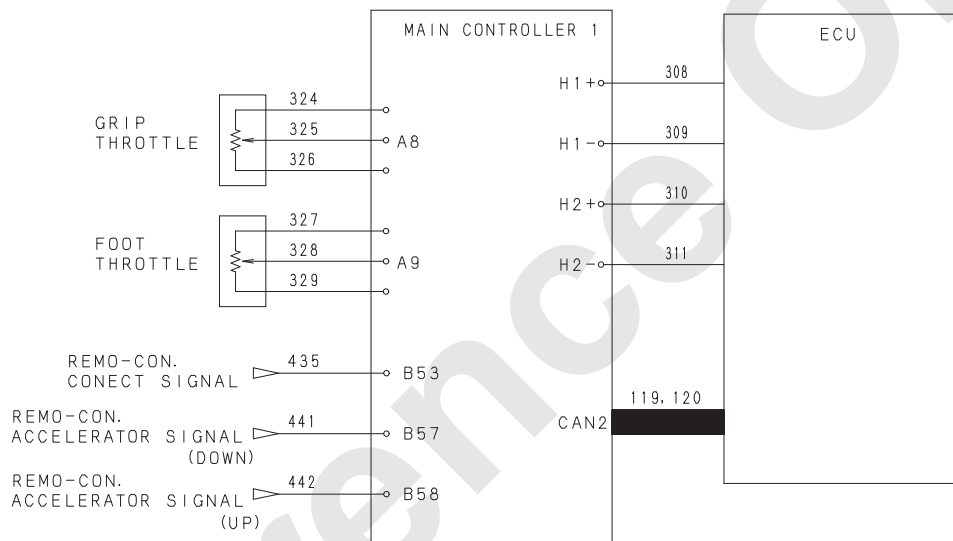 MAIN CONTROLLER 1
ECU
GRIP
THROTTLE
324
325
326
A8
FOOT
THROTTLE
327
328
329
A9
REMO-CON.
CONECT SIGNAL
435
B53
REMO-CON.
ACCELERATOR SIGNAL
(DOWN)
441
B57
REMO-CON.
ACCELERATOR SIGNAL
(UP)
442
B58
H1+
308
H1-
309
H2+
310
H2-
311
CAN2
119, 120